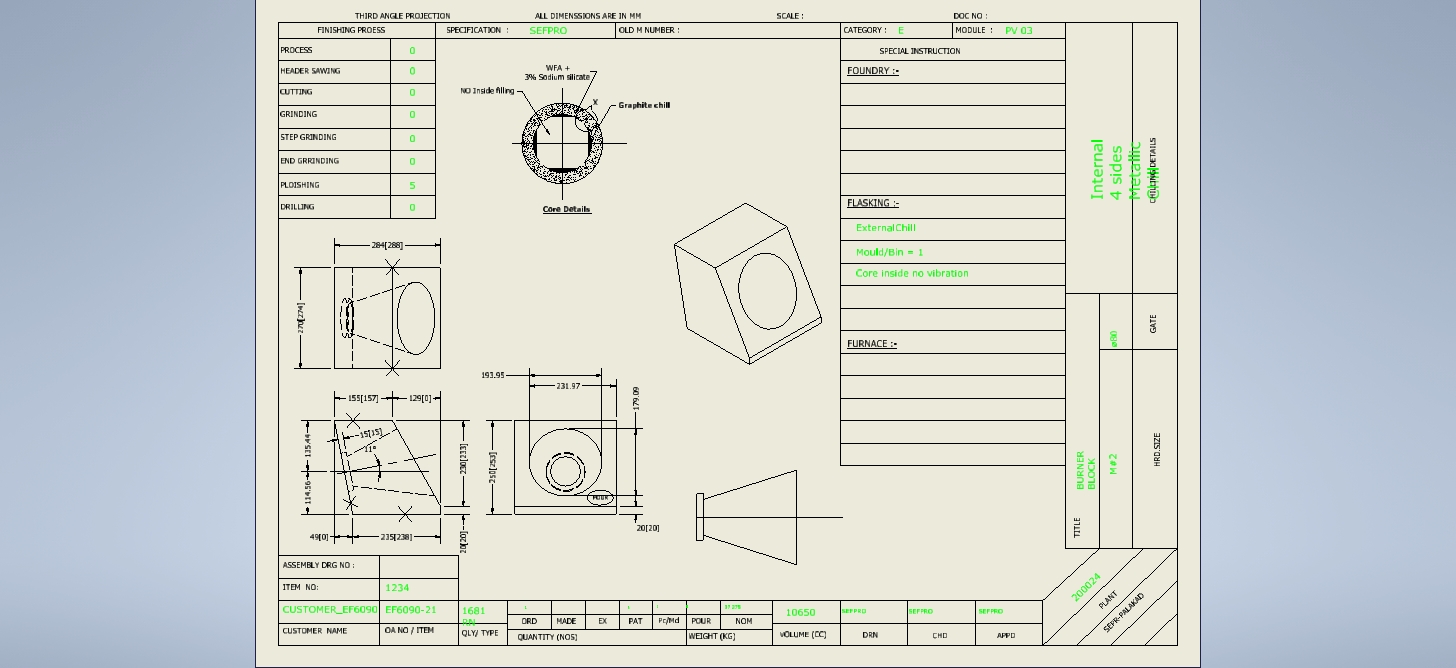 THIRD ANGLE PROJECTION
ALL DIMENSSIONS ARE IN MM
SCALE :
DOC NO :
FINISHING PROESS
SPECIFICATION : SEFPRO
OLD M NUMBER :
CATEGORY : E
MODULE : PV 03
PROCESS 0
HEADER SAWING 0
CUTTING 0
GRINDING 0
STEP GRINDING 0
END GRRINDING 0
PLOISHING 5
DRILLING 0
WFA +
3% Sodium silicate
NO Inside filling
X
Graphite chill
Core Details
SPECIAL INSTRUCTION
FOUNDRY :-
FLASKING :-
ExternalChill
Mould/Bin = 1
Core inside no vibration
FURNACE :-
Internal
4 sides
Metallic
CHILLING DETAILS
ø80
GATE
BURNER
BLOCK
M#2
HRD.SIZE
TITLE
284[288]
270[274]
155[157]
129[0]
135.44
15[15]
11°
114.56
230[233]
49[0]
235[238]
20[20]
193.95
231.97
179.09
250[253]
POUR
20[20]
ASSEMBLY DRG NO :
ITEM NO: 1234
CUSTOMER_EF6090
EF6090-21
1681
CUSTOMER NAME
OA NO / ITEM
QLY/ TYPE
ORD
MADE
EX
PAT
Pc/Md
POUR
NOM
QUANTITY (NOS)
WEIGHT (KG)
10650
VOLUME (CC)
SEFPRO
SEFPRO
SEFPRO
DRN
CHD
APPD
200024
PLANT
SEPR-PALAKAD